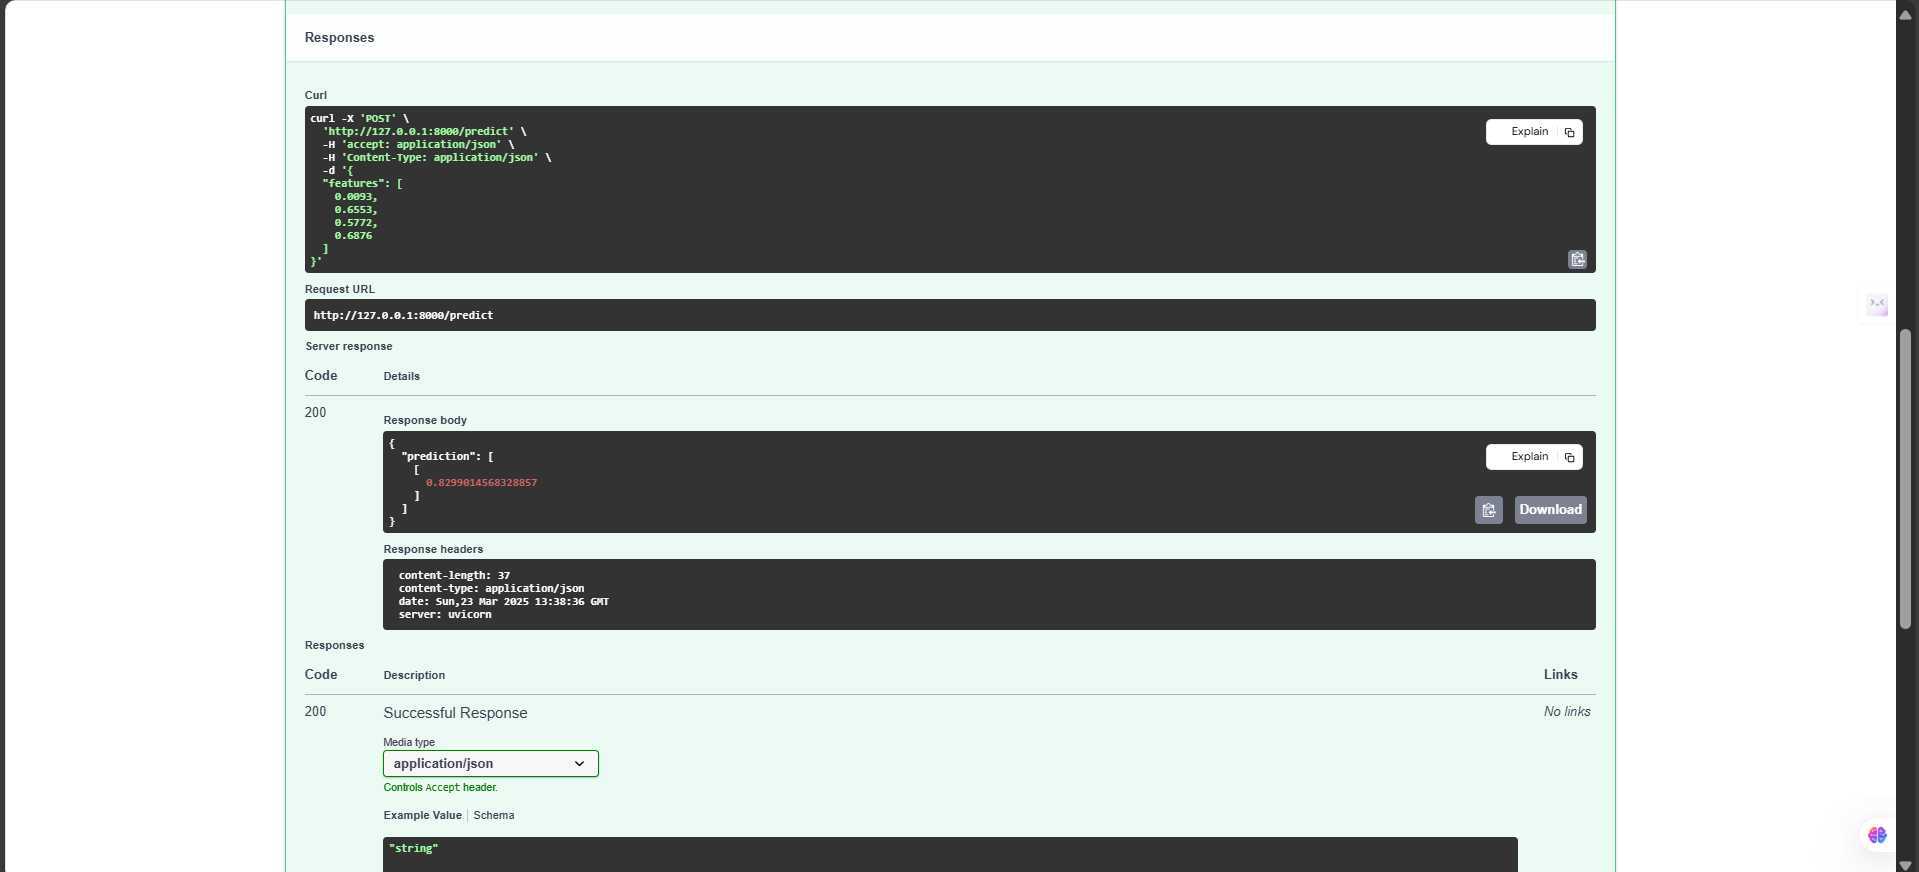 Responses
Curl
curl -X 'POST' \
  'http://127.0.0.1:8000/predict' \
  -H 'accept: application/json' \
  -H 'Content-Type: application/json' \
  -d '{
  "features": [
    0.0093,
    0.6553,
    0.5772,
    0.6876
  ]
}'
Explain
Request URL
http://127.0.0.1:8000/predict
Server response
Code Details
200
Response body
{
  "prediction": [
    [
      0.8299014568328857
    ]
  ]
}
Explain
Download
Response headers
content-length: 37
content-type: application/json
date: Sun,23 Mar 2025 13:38:36 GMT
server: uvicorn
Responses
Code Description Links
200 Successful Response No links
Media type
application/json
Controls Accept header.
Example Value Schema
"string"